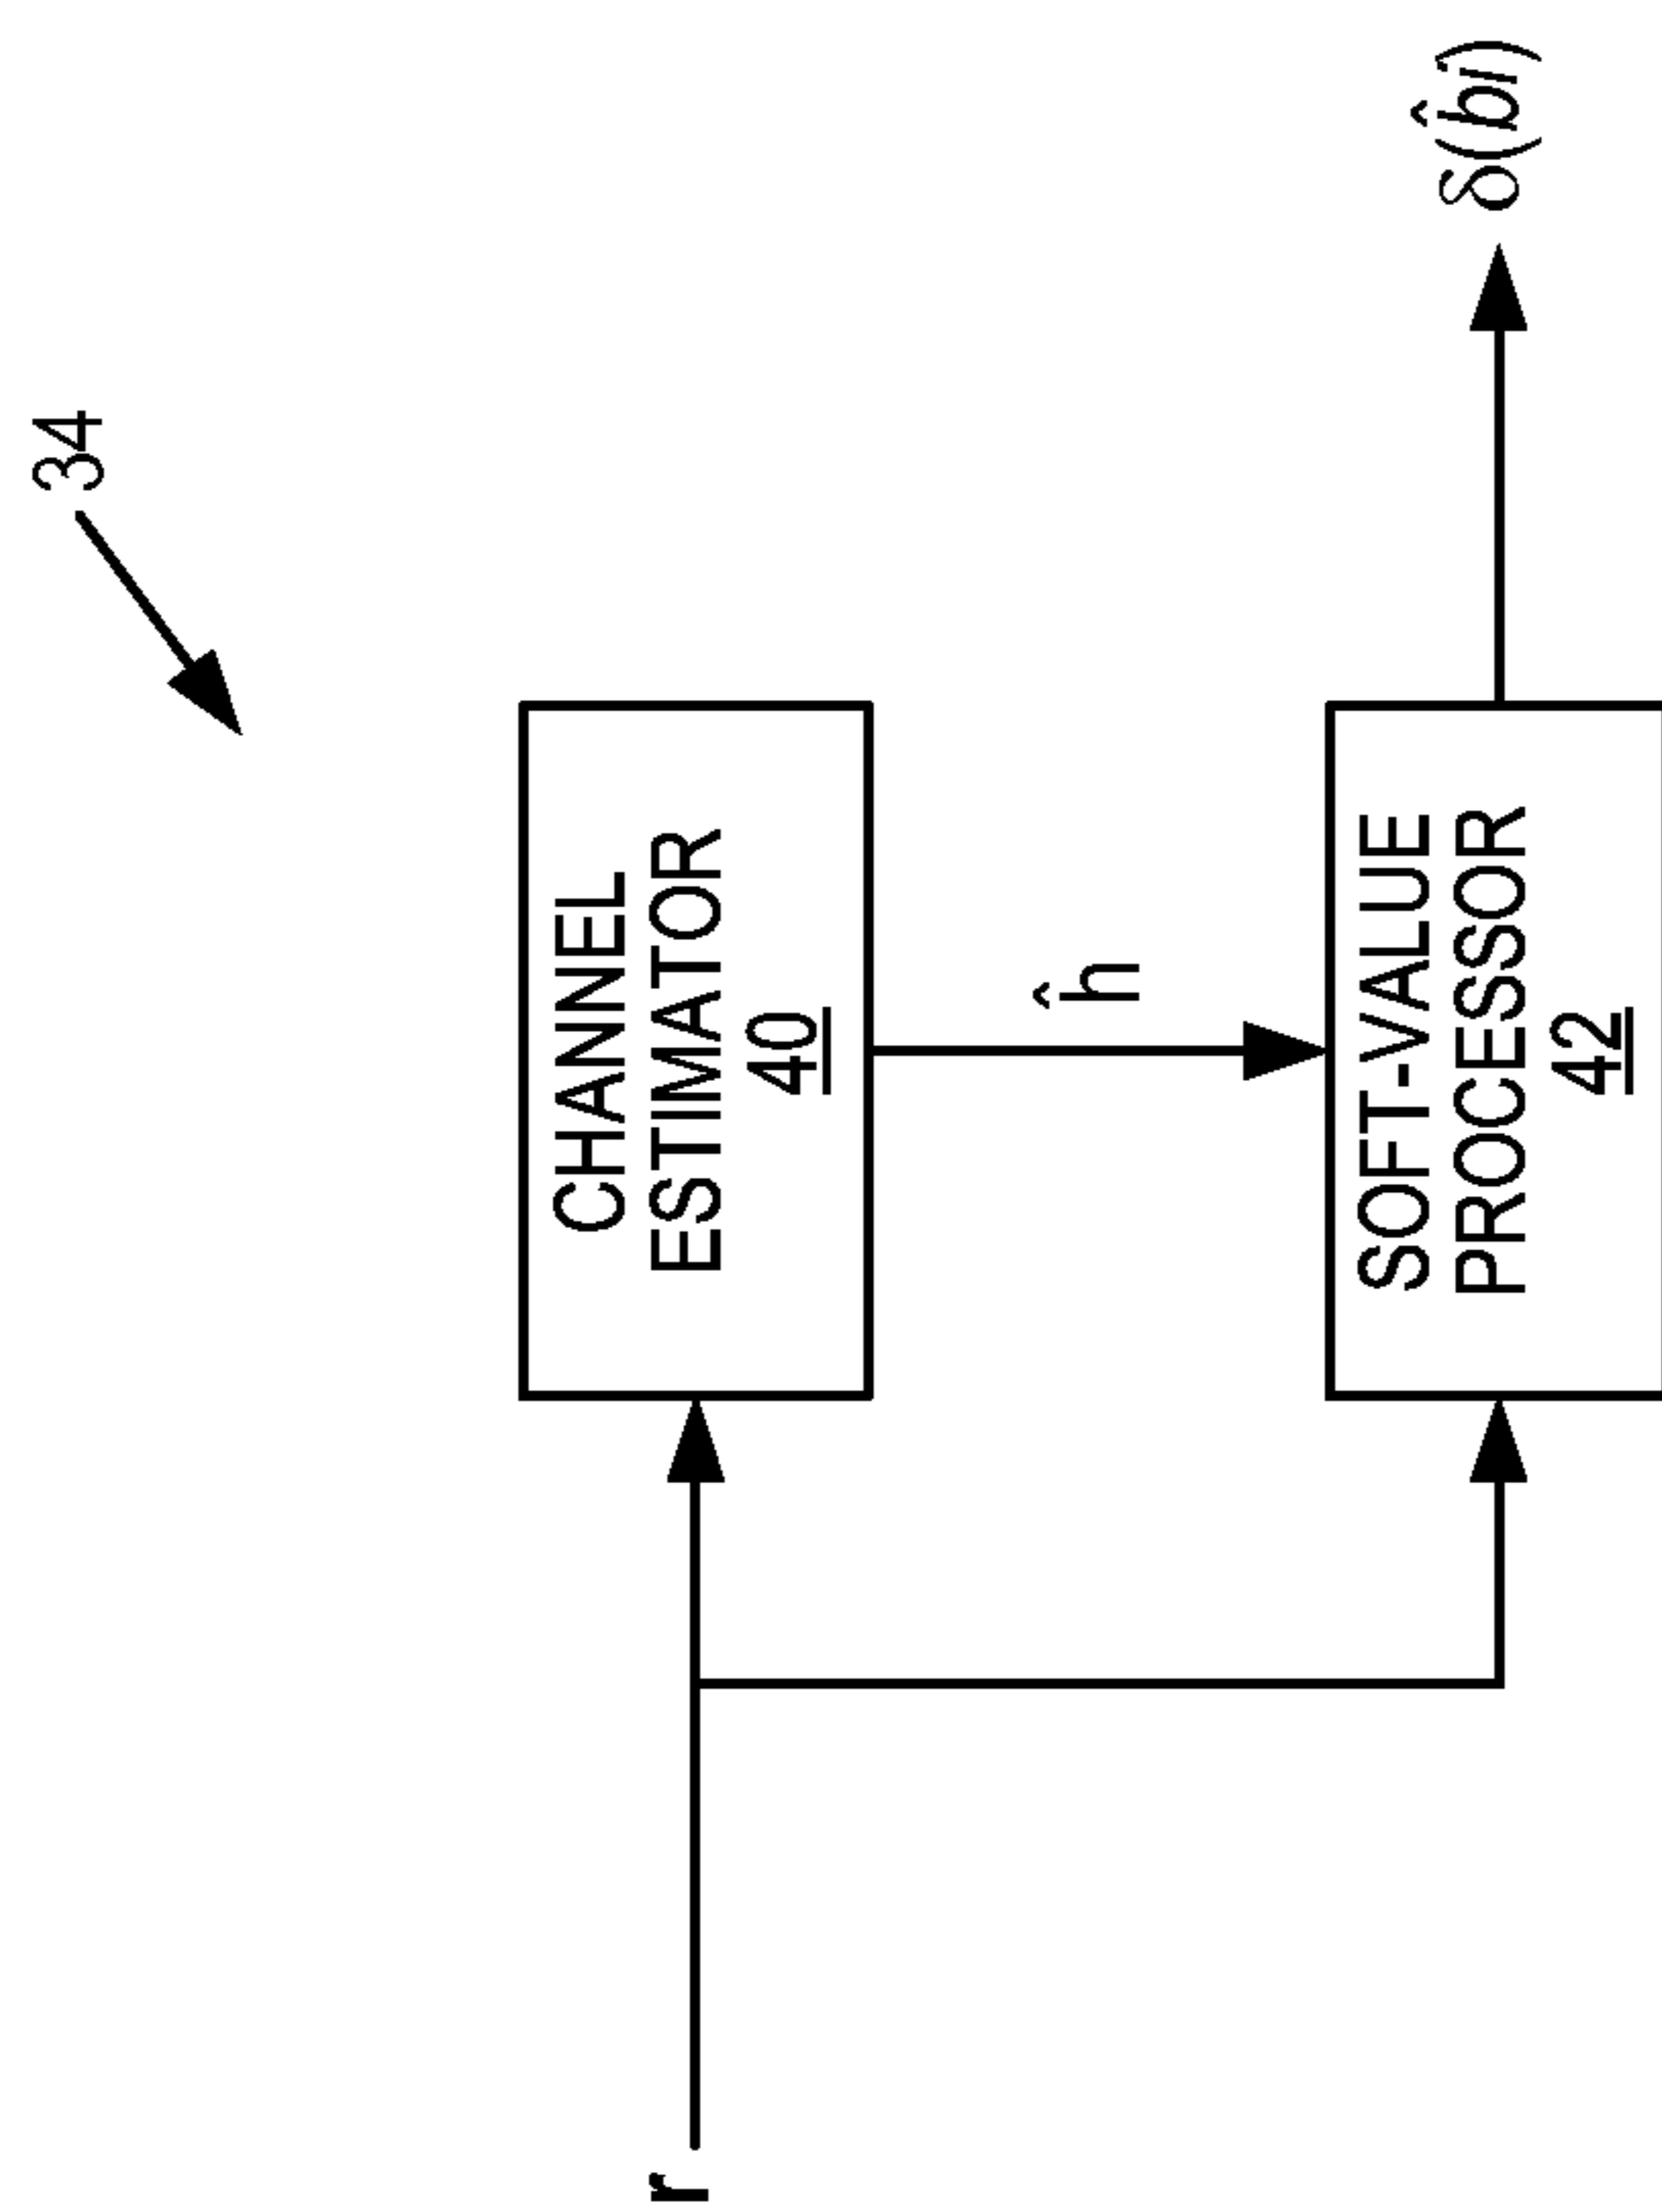 34
r
CHANNEL
ESTIMATOR
40
ĥ
SOFT-VALUE
PROCESSOR
42
δ(b̂i)